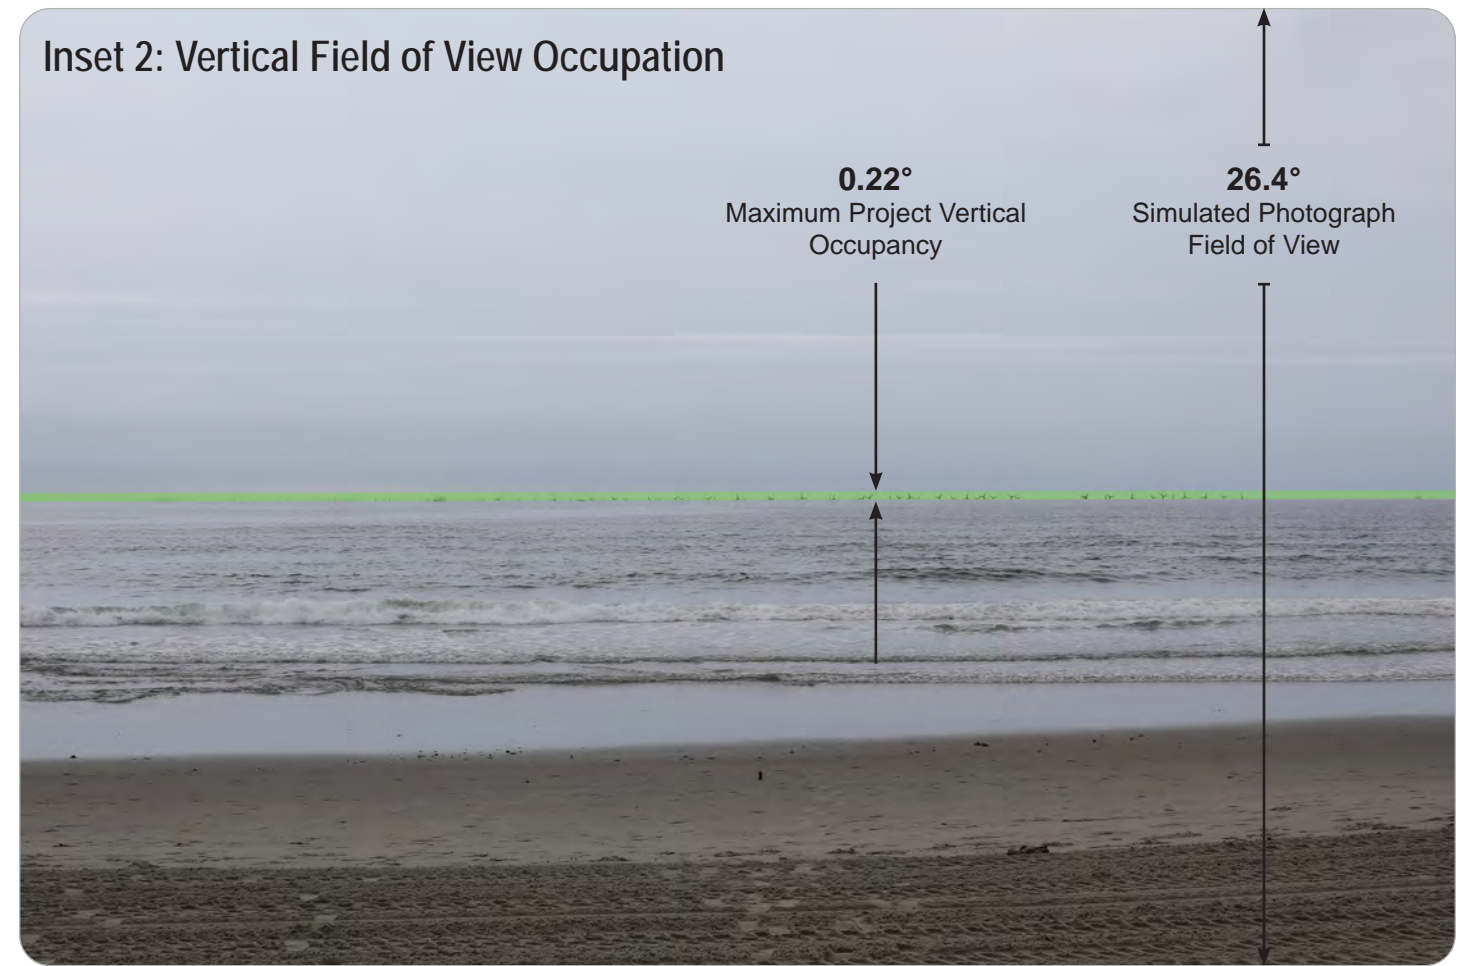 Inset 2: Vertical Field of View Occupation
0.22°
Maximum Project Vertical
Occupancy
26.4°
Simulated Photograph
Field of View